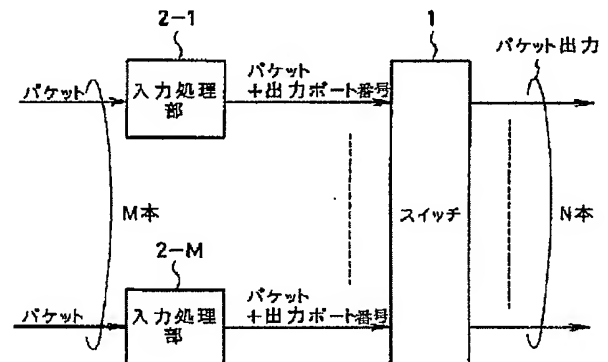 2-1
1
パケット出力
パケット
入力処理
部
パケット
+出力ポート番号
M本
スイッチ
N本
2-M
パケット
入力処理
部
パケット
+出力ポート番号